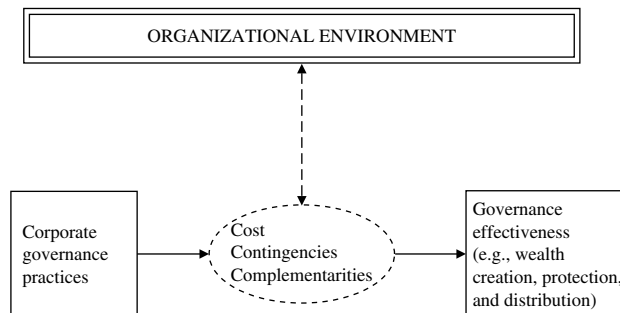 ORGANIZATIONAL ENVIRONMENT
Corporate
governance
practices
Cost
Contingencies
Complementarities
Governance
effectiveness
(e.g., wealth
creation, protection,
and distribution)